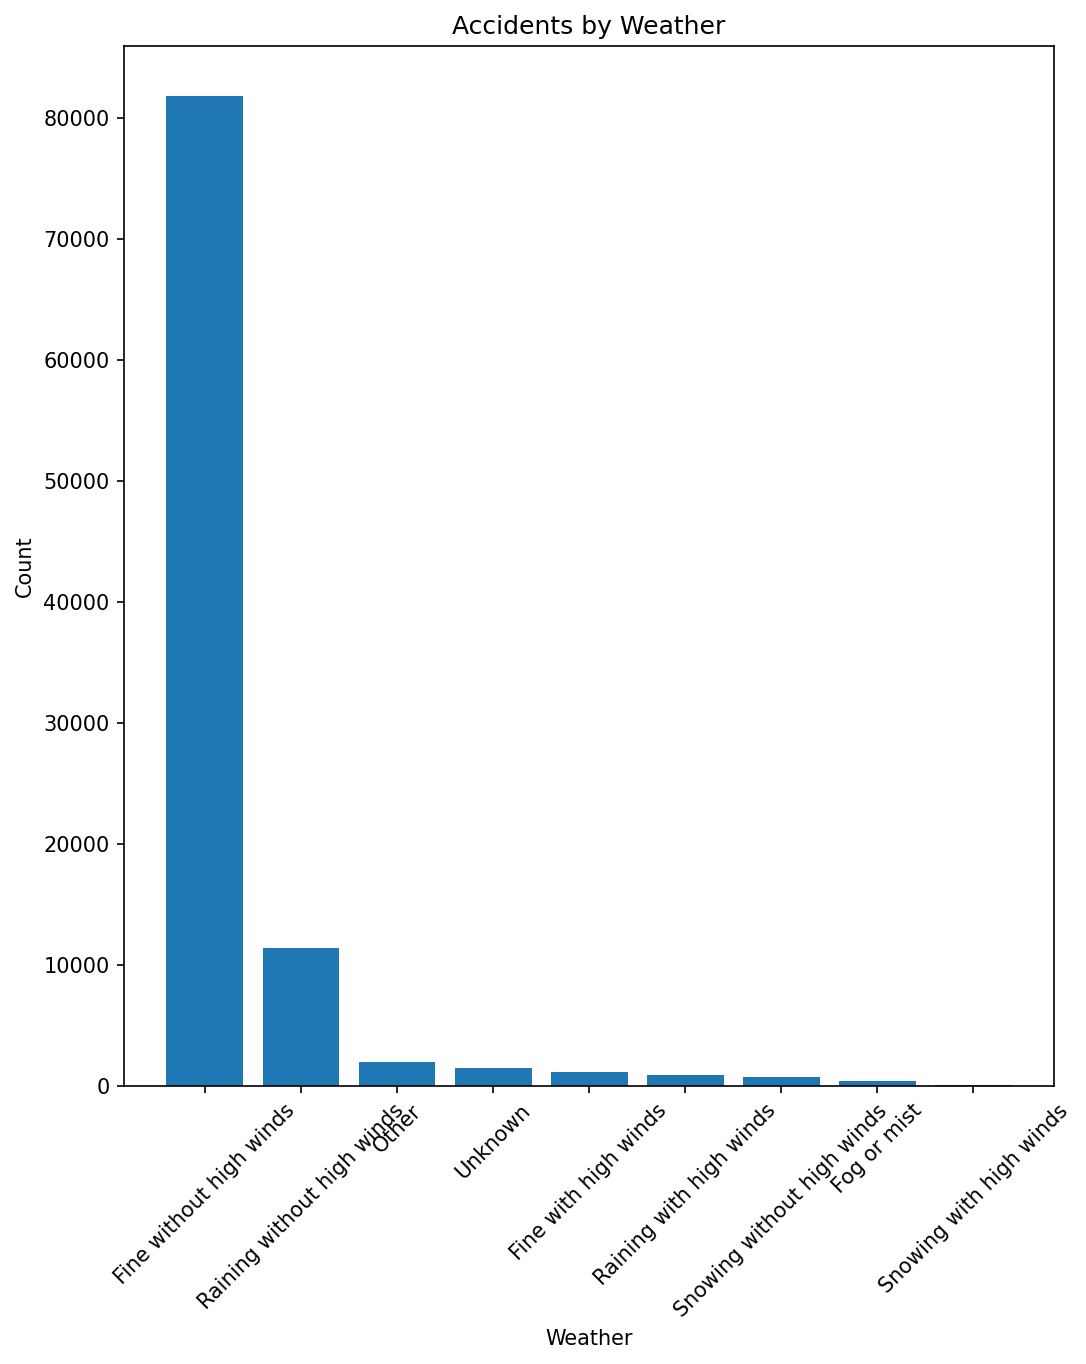 Accidents by Weather
80000
70000
60000
50000
40000
30000
20000
10000
0
Count
Fine without high winds
Raining without high winds
Other
Unknown
Fine with high winds
Raining with high winds
Snowing without high winds
Fog or mist
Snowing with high winds
Weather